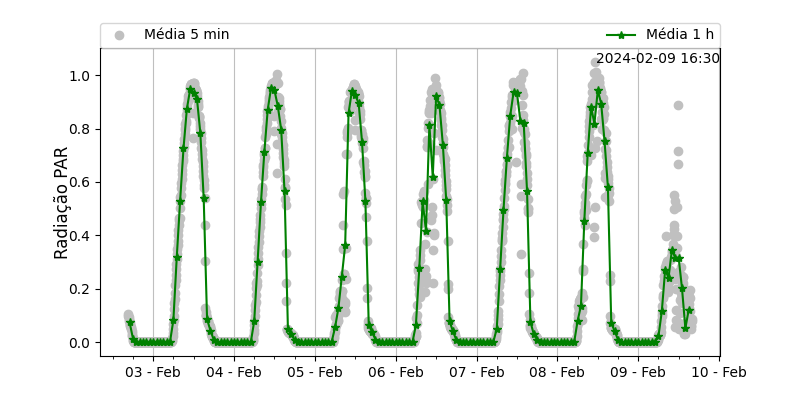 Média 5 min
Média 1 h
2024-02-09 16:30
Radiação PAR
1.0
0.8
0.6
0.4
0.2
0.0
03 - Feb
04 - Feb
05 - Feb
06 - Feb
07 - Feb
08 - Feb
09 - Feb
10 - Feb